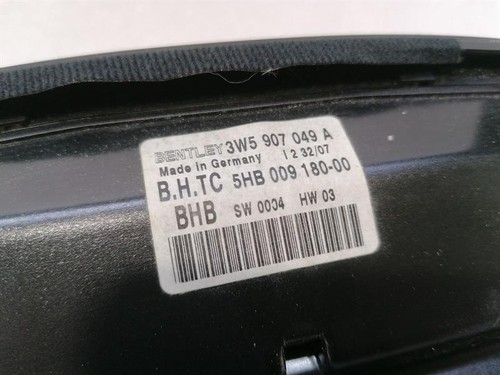 BENTLEY 3W5 907 049 A
Made in Germany 12 32/07
B.H.TC 5HB 009 180-00
BHB SW 0004 HW 03